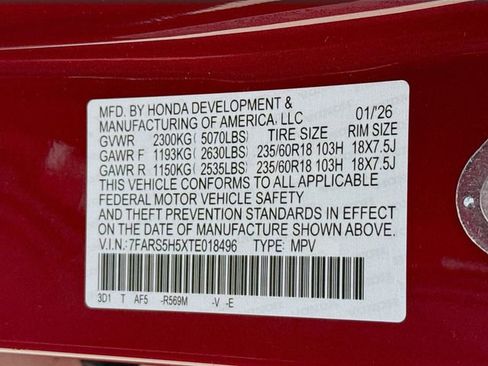 MFD. BY HONDA DEVELOPMENT &
MANUFACTURING OF AMERICA, LLC 01/'26
GVWR 2300KG ( 5070LBS) TIRE SIZE RIM SIZE
GAWR F 1193KG ( 2630LBS) 235/60R18 103H 18X7.5J
GAWR R 1150KG ( 2535LBS) 235/60R18 103H 18X7.5J
THIS VEHICLE CONFORMS TO ALL APPLICABLE
FEDERAL MOTOR VEHICLE SAFETY
AND THEFT PREVENTION STANDARDS IN EFFECT
ON THE DATE OF MANUFACTURE SHOWN ABOVE.
V.I.N.:7FARS5H5XTE018496 TYPE: MPV
3D1 T AF5 -R569M -V -E